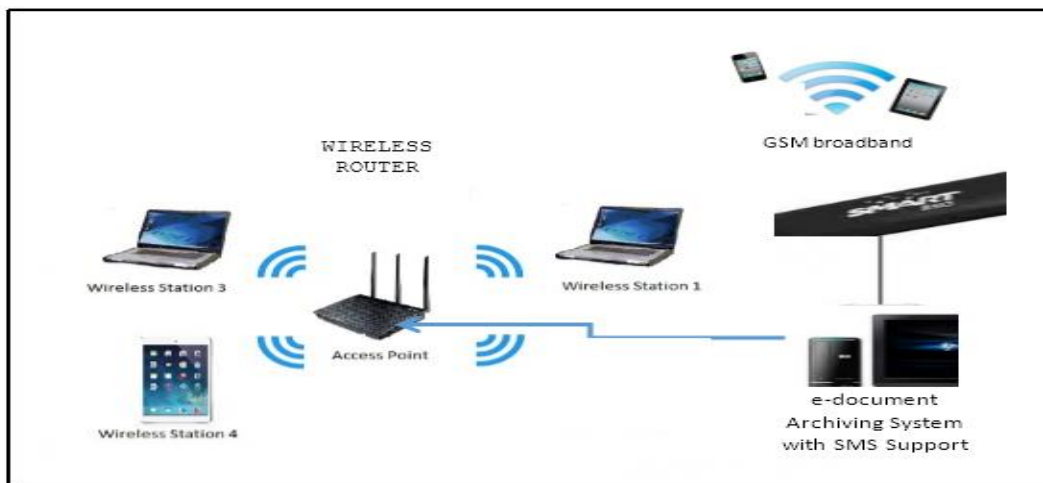 GSM broadband
WIRELESS
ROUTER
SMART
Wireless Station 3
Wireless Station 1
Access Point
Wireless Station 4
e-document
Archiving System
with SMS Support